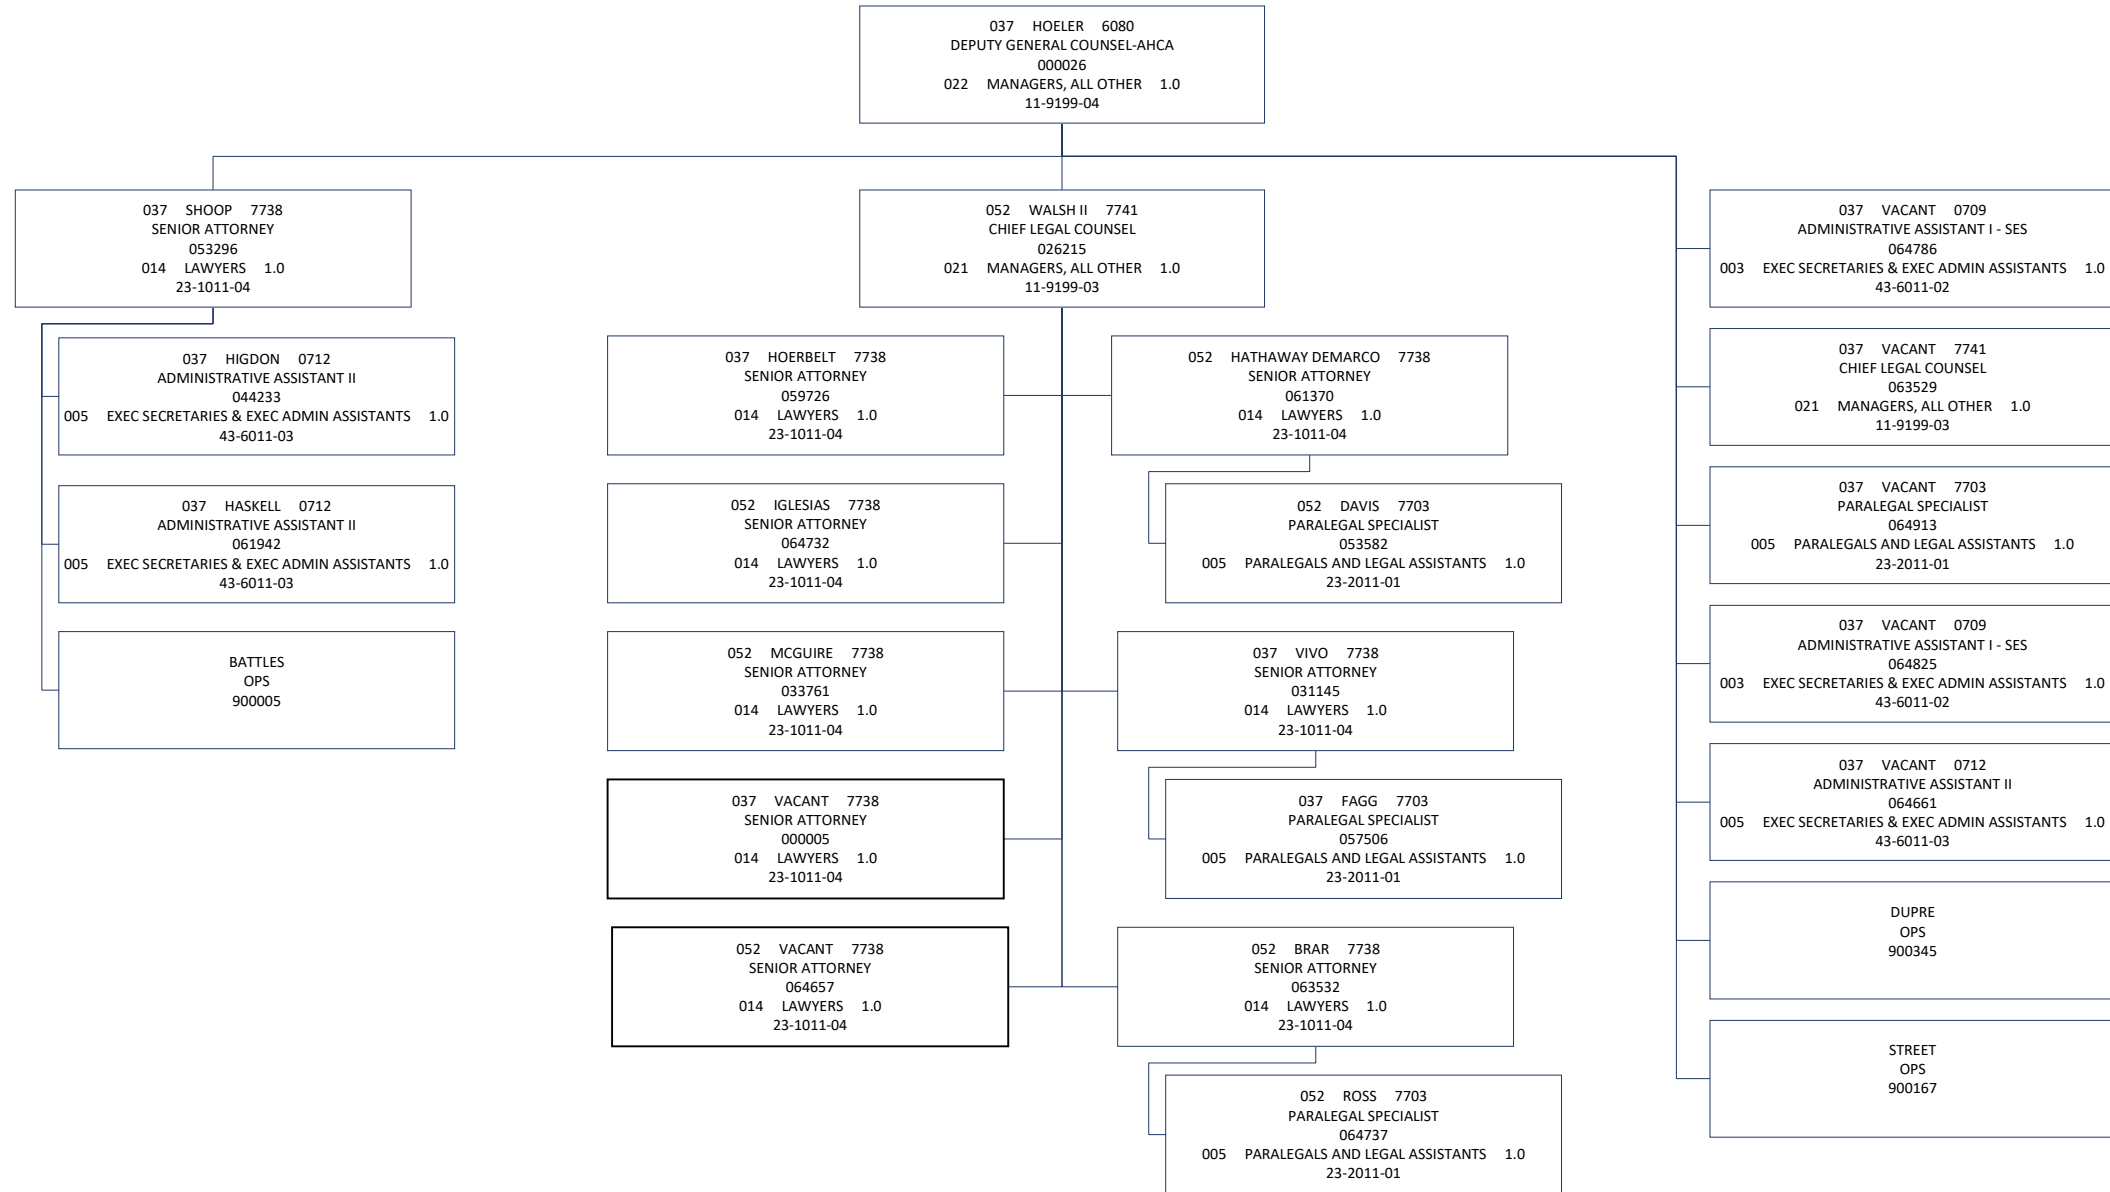 037 HOELER 6080
DEPUTY GENERAL COUNSEL-AHCA
000026
022 MANAGERS, ALL OTHER 1.0
11-9199-04
037 SHOOP 7738
SENIOR ATTORNEY
053296
014 LAWYERS 1.0
23-1011-04
037 HIGDON 0712
ADMINISTRATIVE ASSISTANT II
044233
005 EXEC SECRETARIES & EXEC ADMIN ASSISTANTS 1.0
43-6011-03
037 HASKELL 0712
ADMINISTRATIVE ASSISTANT II
061942
005 EXEC SECRETARIES & EXEC ADMIN ASSISTANTS 1.0
43-6011-03
BATTLES
OPS
900005
052 WALSH II 7741
CHIEF LEGAL COUNSEL
026215
021 MANAGERS, ALL OTHER 1.0
11-9199-03
037 HOERBELT 7738
SENIOR ATTORNEY
059726
014 LAWYERS 1.0
23-1011-04
052 HATHAWAY DEMARCO 7738
SENIOR ATTORNEY
061370
014 LAWYERS 1.0
23-1011-04
052 IGLESIAS 7738
SENIOR ATTORNEY
064732
014 LAWYERS 1.0
23-1011-04
052 DAVIS 7703
PARALEGAL SPECIALIST
053582
005 PARALEGALS AND LEGAL ASSISTANTS 1.0
23-2011-01
052 MCGUIRE 7738
SENIOR ATTORNEY
033761
014 LAWYERS 1.0
23-1011-04
037 VIVO 7738
SENIOR ATTORNEY
031145
014 LAWYERS 1.0
23-1011-04
037 VACANT 7738
SENIOR ATTORNEY
000005
014 LAWYERS 1.0
23-1011-04
037 FAGG 7703
PARALEGAL SPECIALIST
057506
005 PARALEGALS AND LEGAL ASSISTANTS 1.0
23-2011-01
052 VACANT 7738
SENIOR ATTORNEY
064657
014 LAWYERS 1.0
23-1011-04
052 BRAR 7738
SENIOR ATTORNEY
063532
014 LAWYERS 1.0
23-1011-04
052 ROSS 7703
PARALEGAL SPECIALIST
064737
005 PARALEGALS AND LEGAL ASSISTANTS 1.0
23-2011-01
037 VACANT 0709
ADMINISTRATIVE ASSISTANT I - SES
064786
003 EXEC SECRETARIES & EXEC ADMIN ASSISTANTS 1.0
43-6011-02
037 VACANT 7741
CHIEF LEGAL COUNSEL
063529
021 MANAGERS, ALL OTHER 1.0
11-9199-03
037 VACANT 7703
PARALEGAL SPECIALIST
064913
005 PARALEGALS AND LEGAL ASSISTANTS 1.0
23-2011-01
037 VACANT 0709
ADMINISTRATIVE ASSISTANT I - SES
064825
003 EXEC SECRETARIES & EXEC ADMIN ASSISTANTS 1.0
43-6011-02
037 VACANT 0712
ADMINISTRATIVE ASSISTANT II
064661
005 EXEC SECRETARIES & EXEC ADMIN ASSISTANTS 1.0
43-6011-03
DUPRE
OPS
900345
STREET
OPS
900167